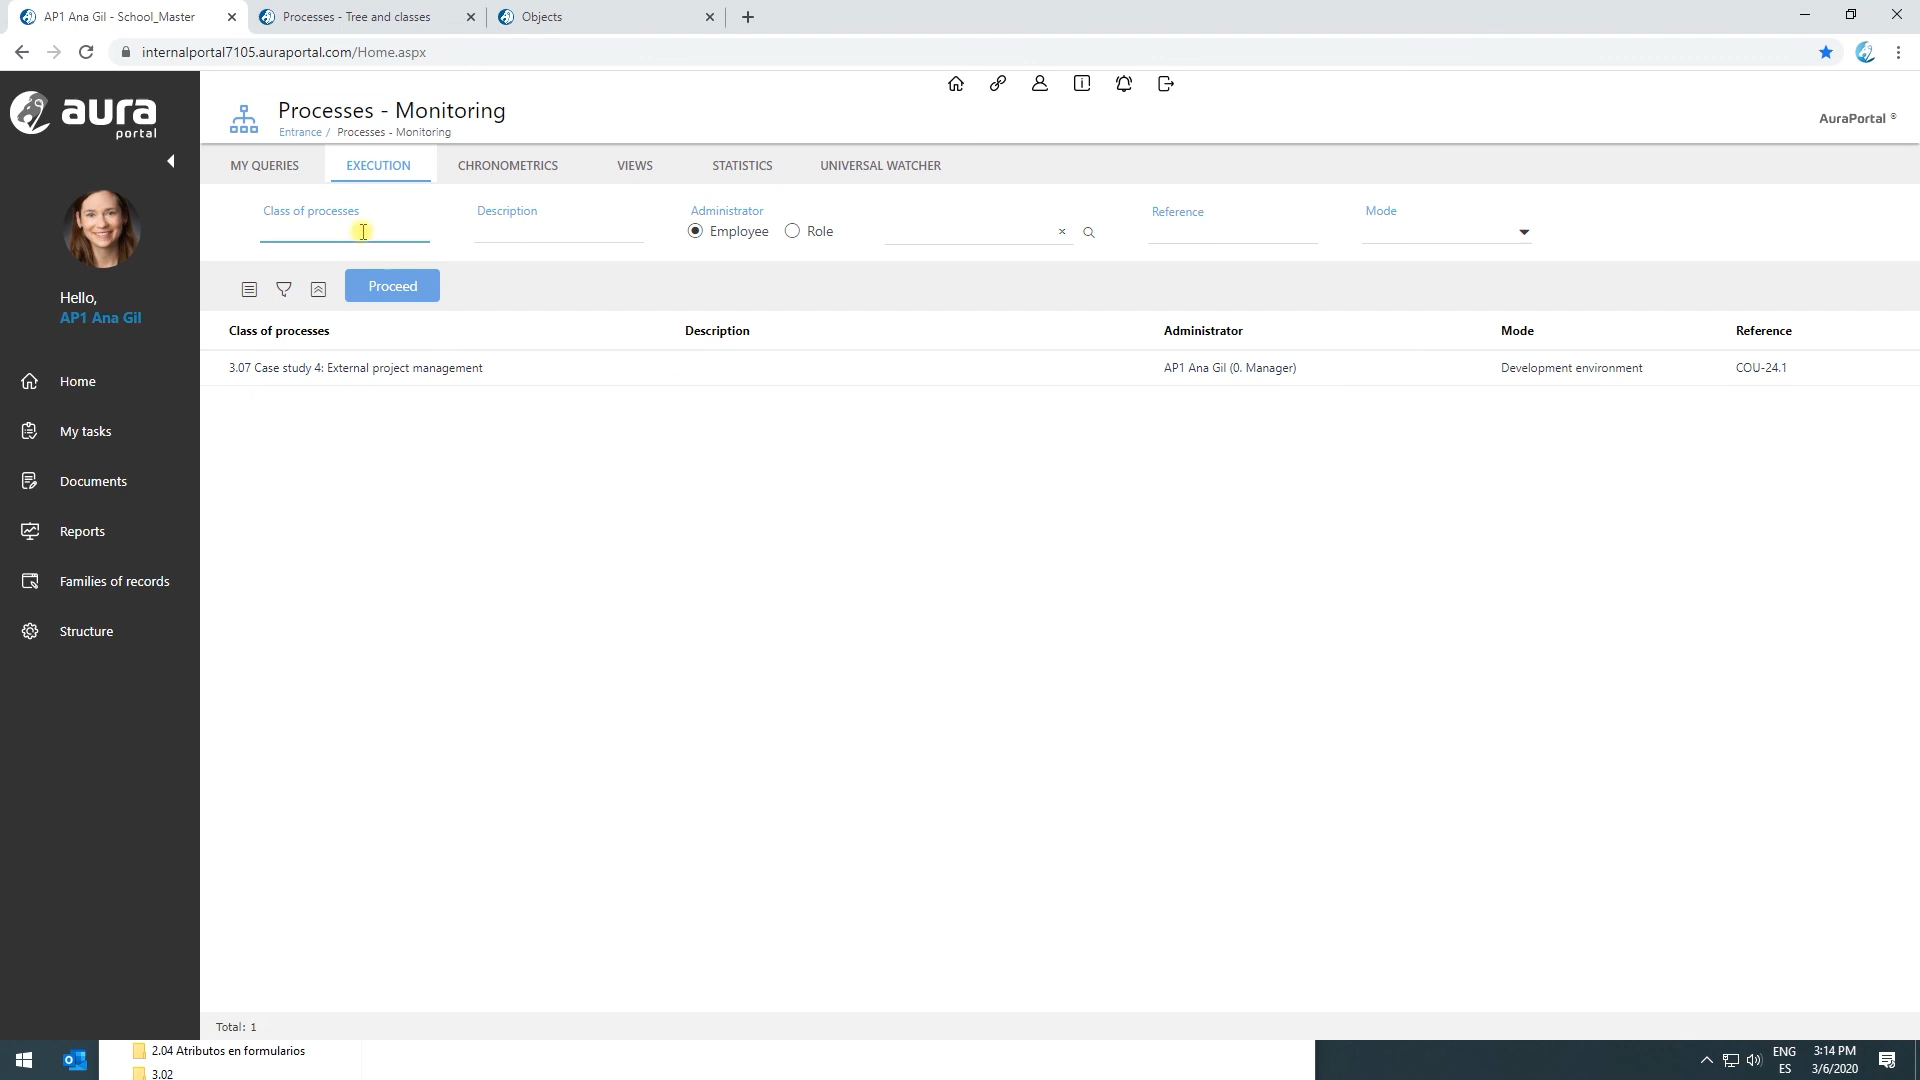 AP1 Ana Gil - School_Master
Processes - Tree and classes
Objects
internalportal7105.auraportal.com/Home.aspx
aura
portal
Processes - Monitoring
Entrance / Processes - Monitoring
AuraPortal ®
MY QUERIES
EXECUTION
CHRONOMETRICS
VIEWS
STATISTICS
UNIVERSAL WATCHER
Class of processes
Description
Administrator
Employee
Role
Reference
Mode
Proceed
Class of processes Description Administrator Mode Reference
3.07 Case study 4: External project management AP1 Ana Gil (0. Manager) Development environment COU-24.1
Hello,
AP1 Ana Gil
Home
My tasks
Documents
Reports
Families of records
Structure
Total: 1
2.04 Atributos en formularios
3.02
ENG
ES
3:14 PM
3/6/2020